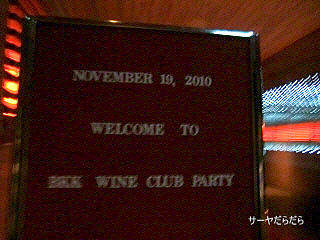 NOVEMBER 19, 2010
WELCOME TO
BKK WINE CLUB PARTY
サーヤだらだら